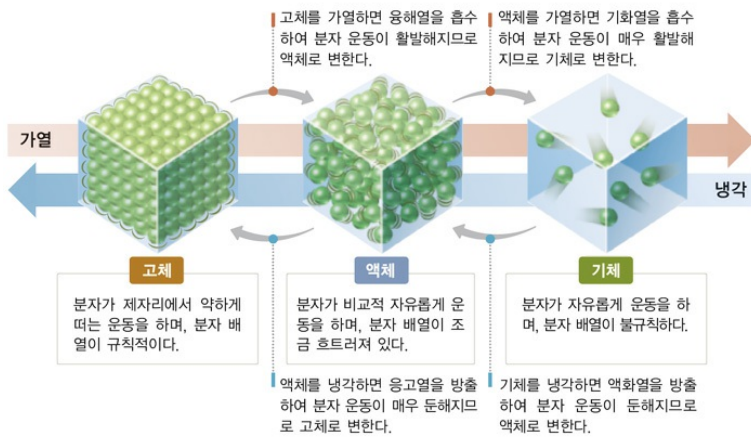 고체를 가열하면 융해열을 흡수
하여 분자 운동이 활발해지므로
액체로 변한다.
액체를 가열하면 기화열을 흡수
하여 분자 운동이 매우 활발해
지므로 기체로 변한다.
가열
냉각
고체
분자가 제자리에서 약하게
떠는 운동을 하며, 분자 배
열이 규칙적이다.
액체
분자가 비교적 자유롭게 운
동을 하며, 분자 배열이 조
금 흐트러져 있다.
기체
분자가 자유롭게 운동을 하
며, 분자 배열이 불규칙하다.
액체를 냉각하면 응고열을 방출
하여 분자 운동이 매우 둔해지므
로 고체로 변한다.
기체를 냉각하면 액화열을 방출
하여 분자 운동이 둔해지므로
액체로 변한다.